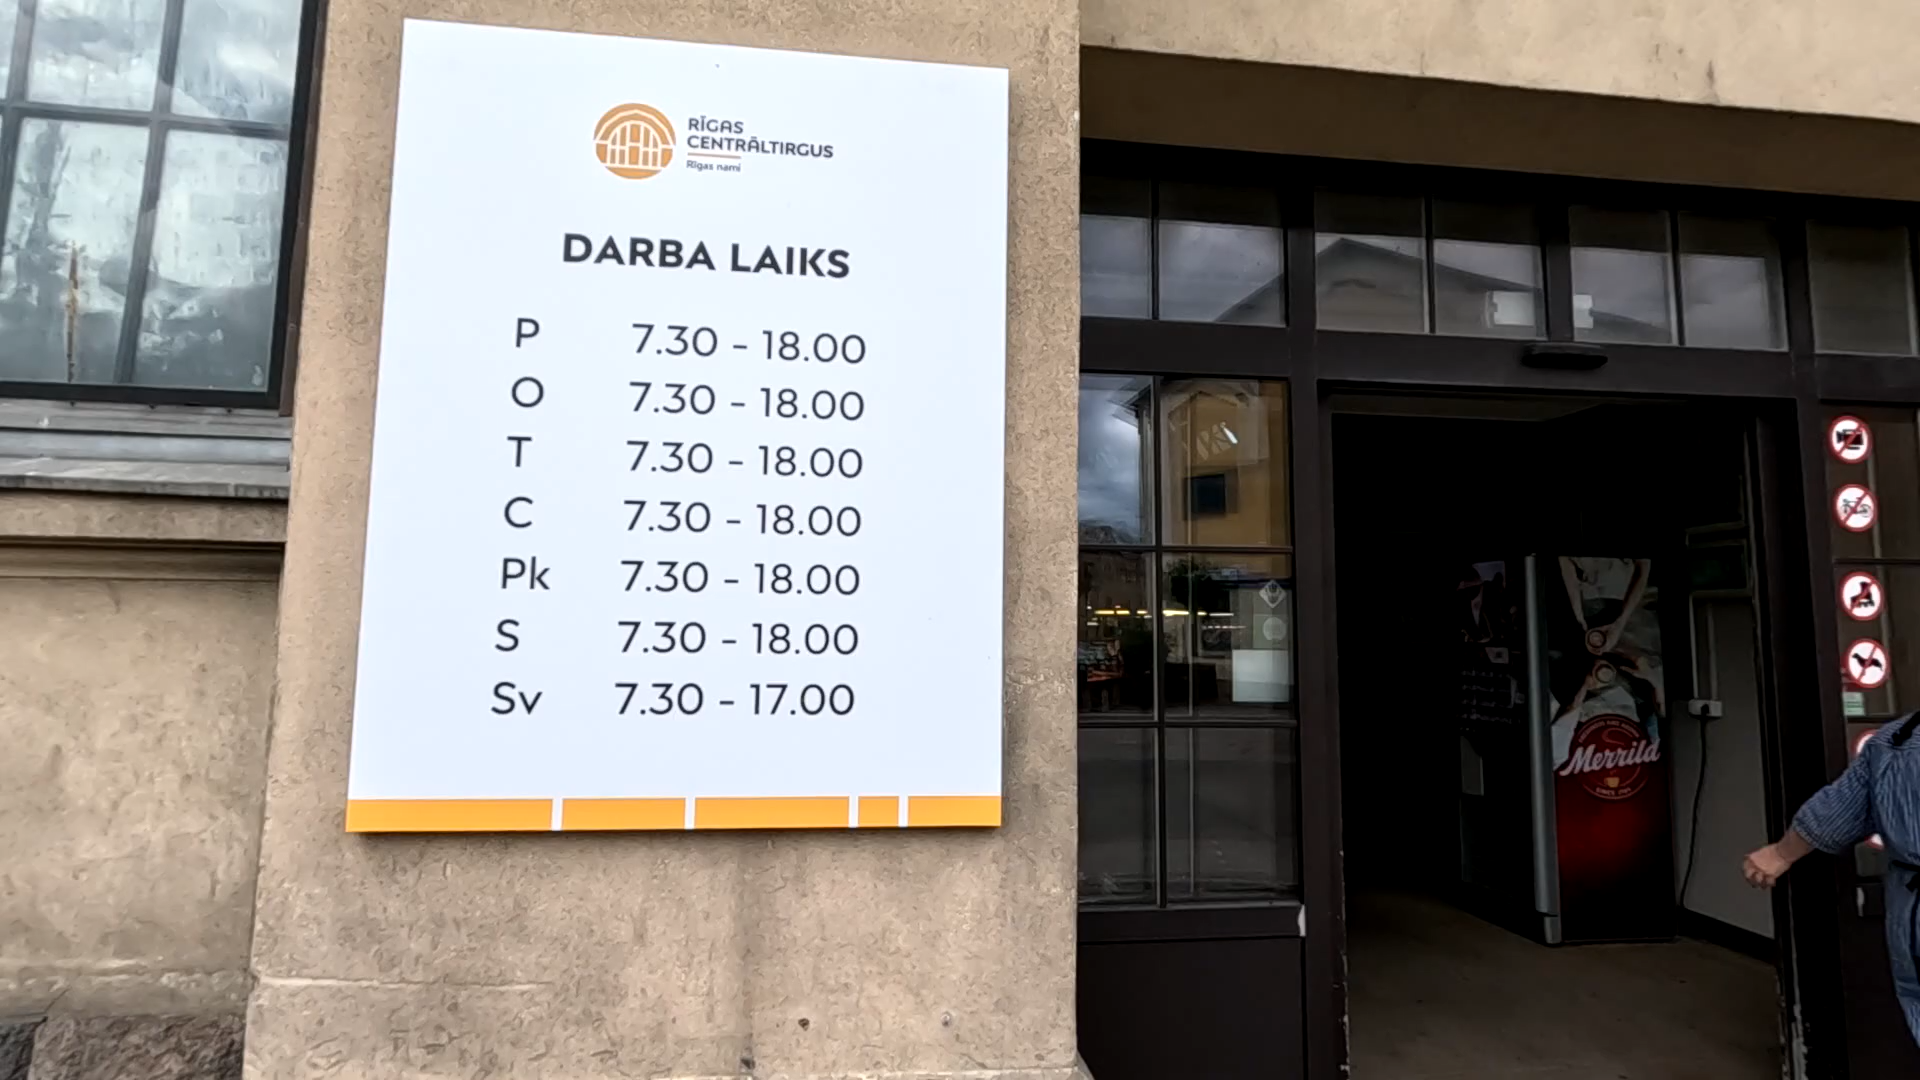 RĪGAS
CENTRĀLTIRGUS
Rīgas nami
DARBA LAIKS
P 7.30 - 18.00
O 7.30 - 18.00
T 7.30 - 18.00
C 7.30 - 18.00
Pk 7.30 - 18.00
S 7.30 - 18.00
Sv 7.30 - 17.00
Merrild